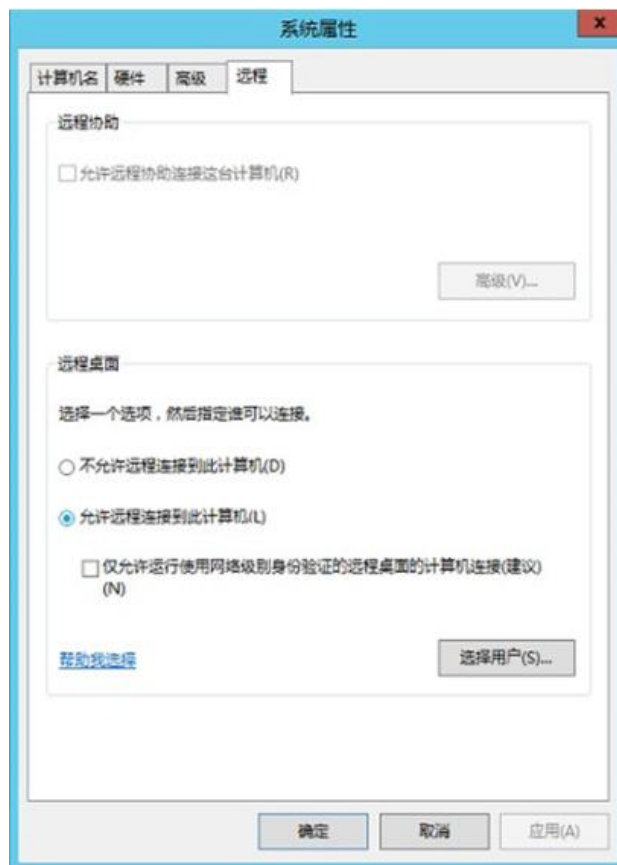 系统属性
x
计算机名 硬件 高级 远程
远程协助
允许远程协助连接这台计算机(R)
高级(V)...
远程桌面
选择一个选项，然后指定谁可以连接。
不允许远程连接到此计算机(D)
允许远程连接到此计算机(L)
仅允许运行使用网络级别身份验证的远程桌面的计算机连接(建议)
(N)
帮助我选择
选择用户(S)...
确定 取消 应用(A)